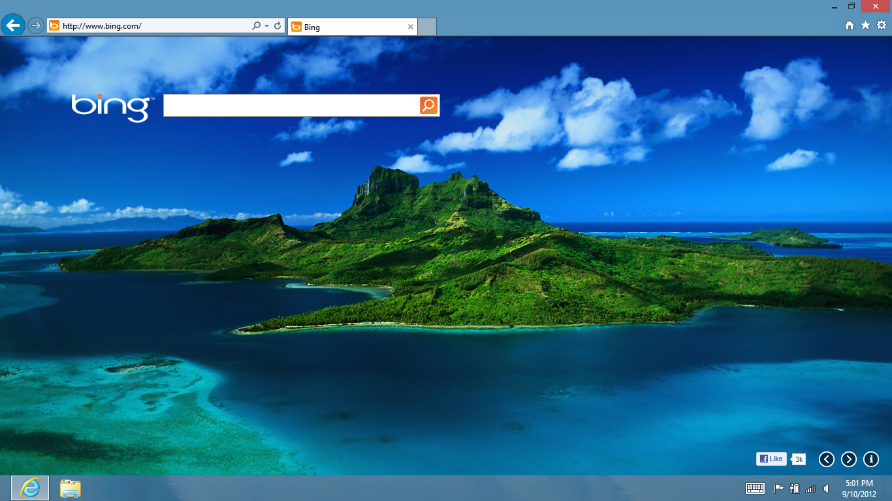 http://www.bing.com/
Bing
bing
Like
3k
5:01 PM
9/10/2012